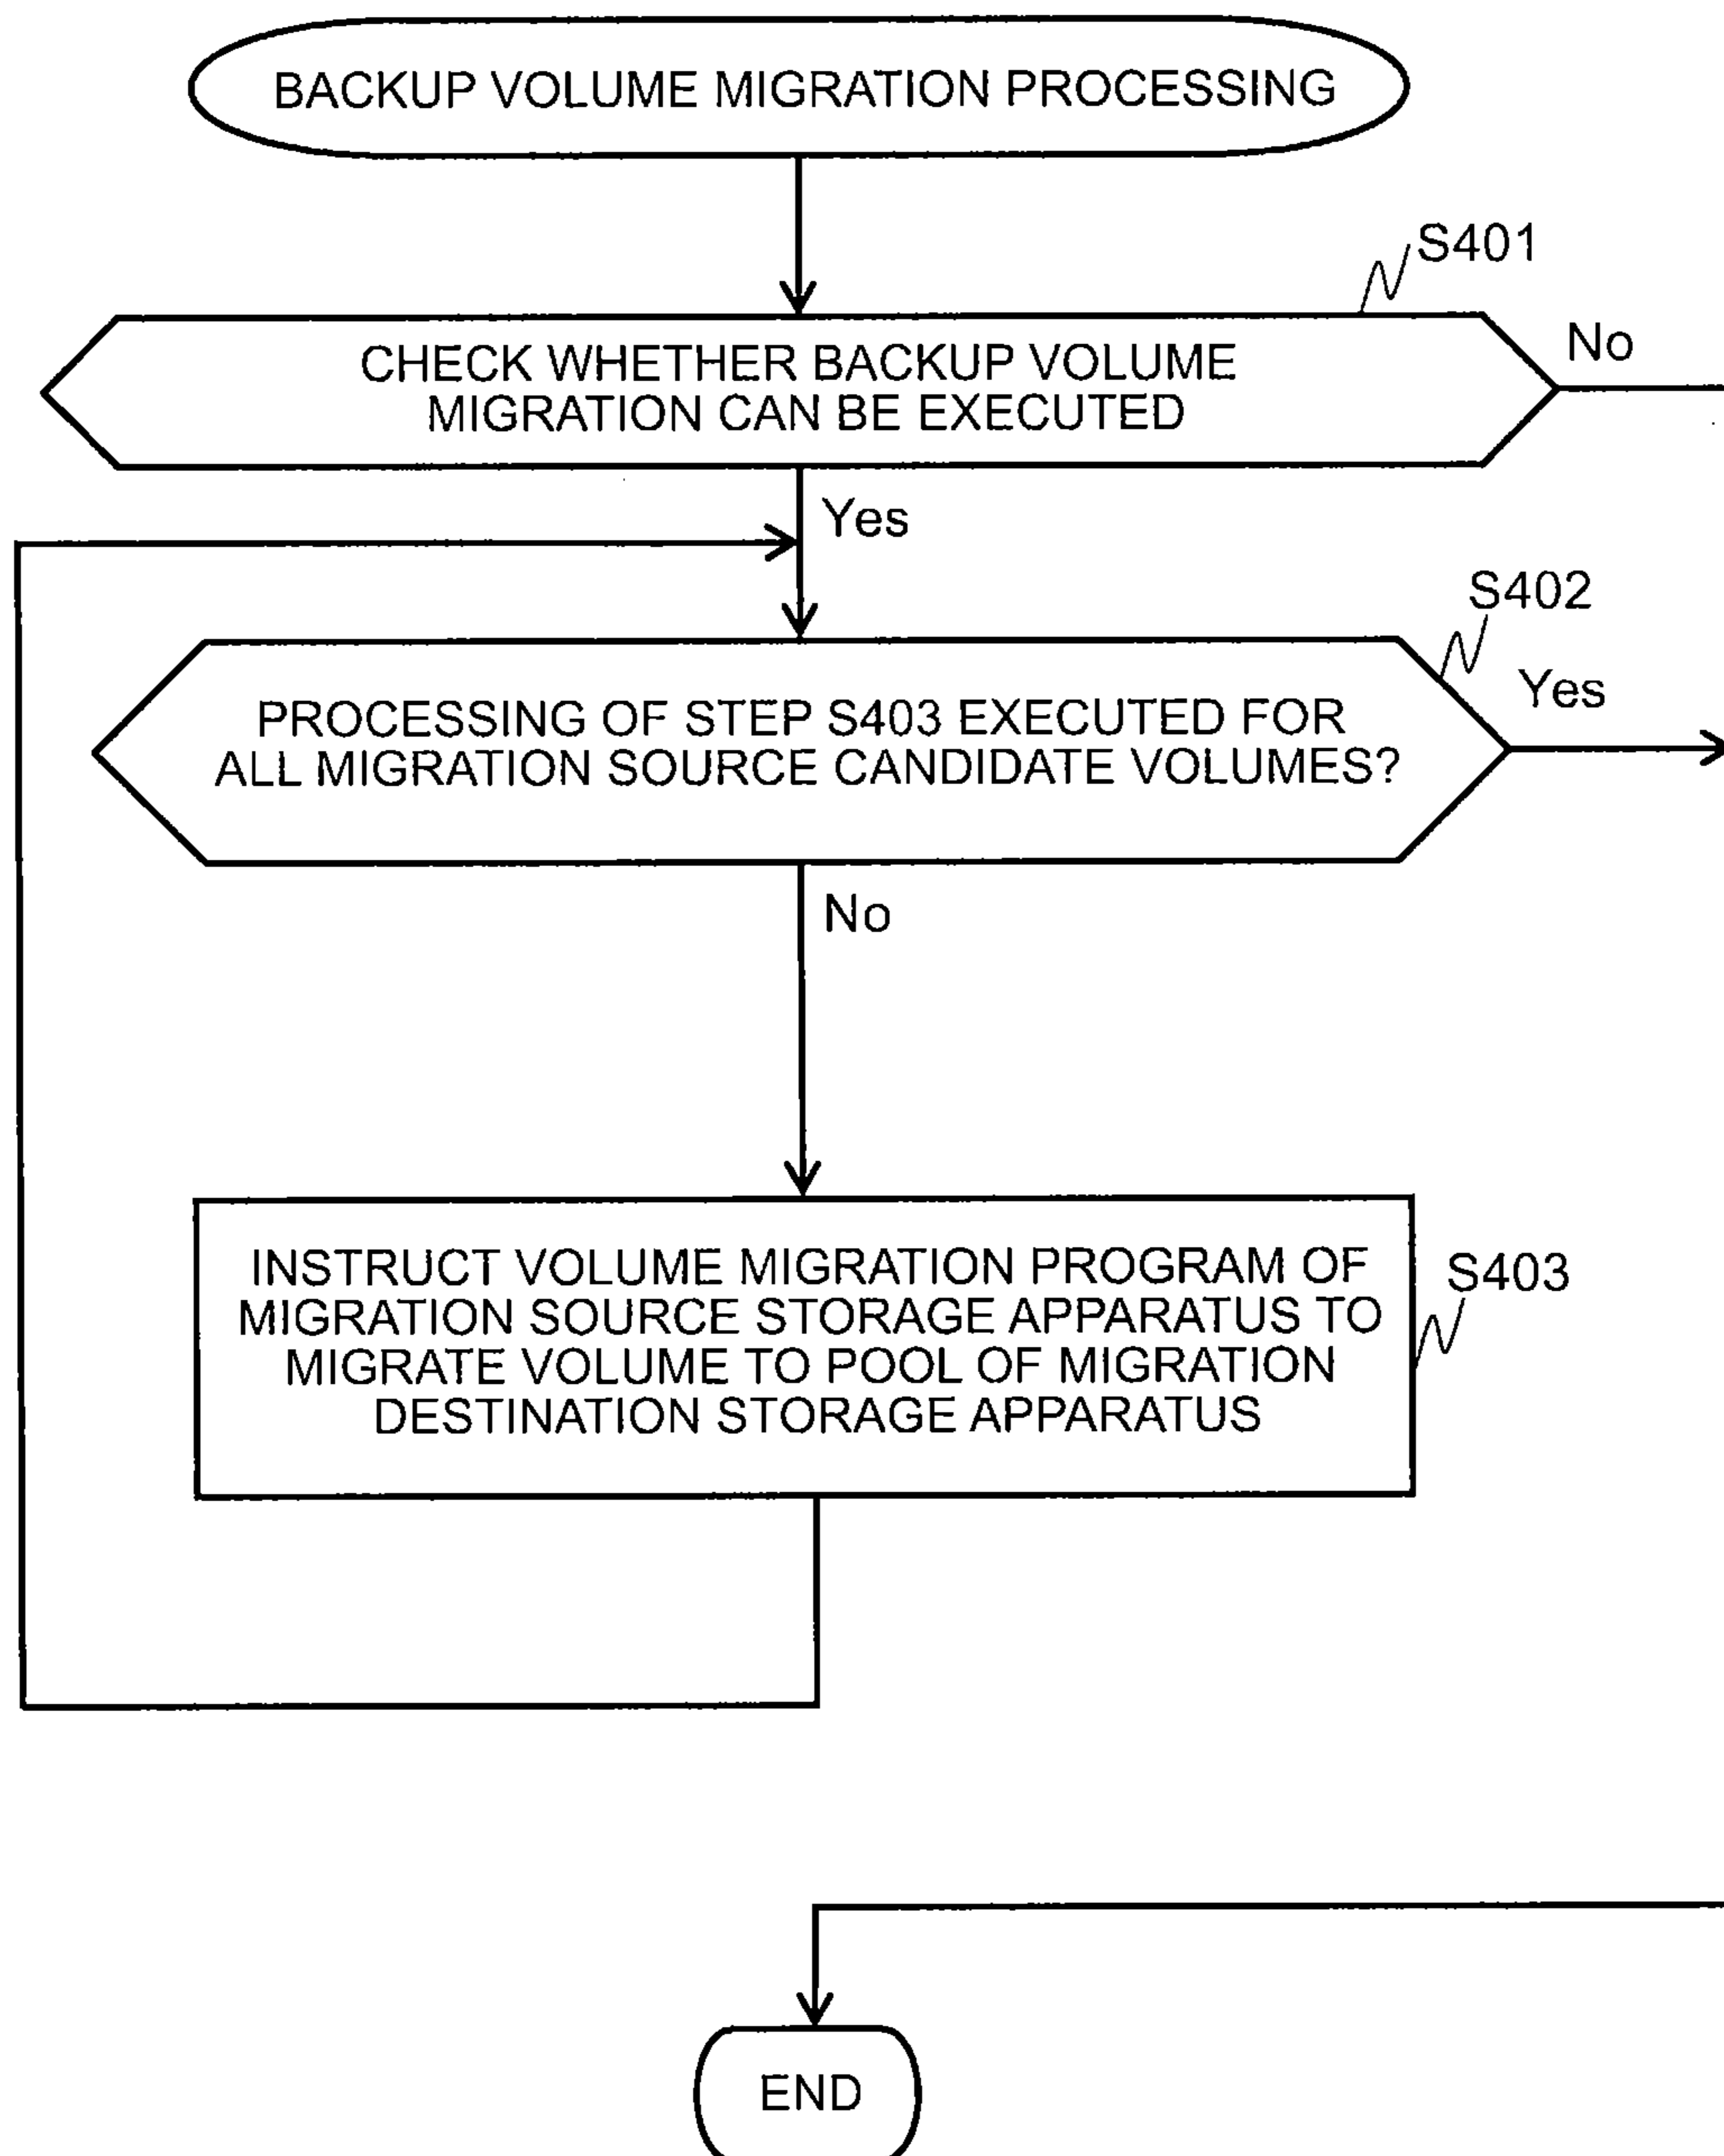 BACKUP VOLUME MIGRATION PROCESSING
S401
CHECK WHETHER BACKUP VOLUME
MIGRATION CAN BE EXECUTED
No
Yes
S402
PROCESSING OF STEP S403 EXECUTED FOR
ALL MIGRATION SOURCE CANDIDATE VOLUMES?
Yes
No
INSTRUCT VOLUME MIGRATION PROGRAM OF
MIGRATION SOURCE STORAGE APPARATUS TO
MIGRATE VOLUME TO POOL OF MIGRATION
DESTINATION STORAGE APPARATUS
S403
END